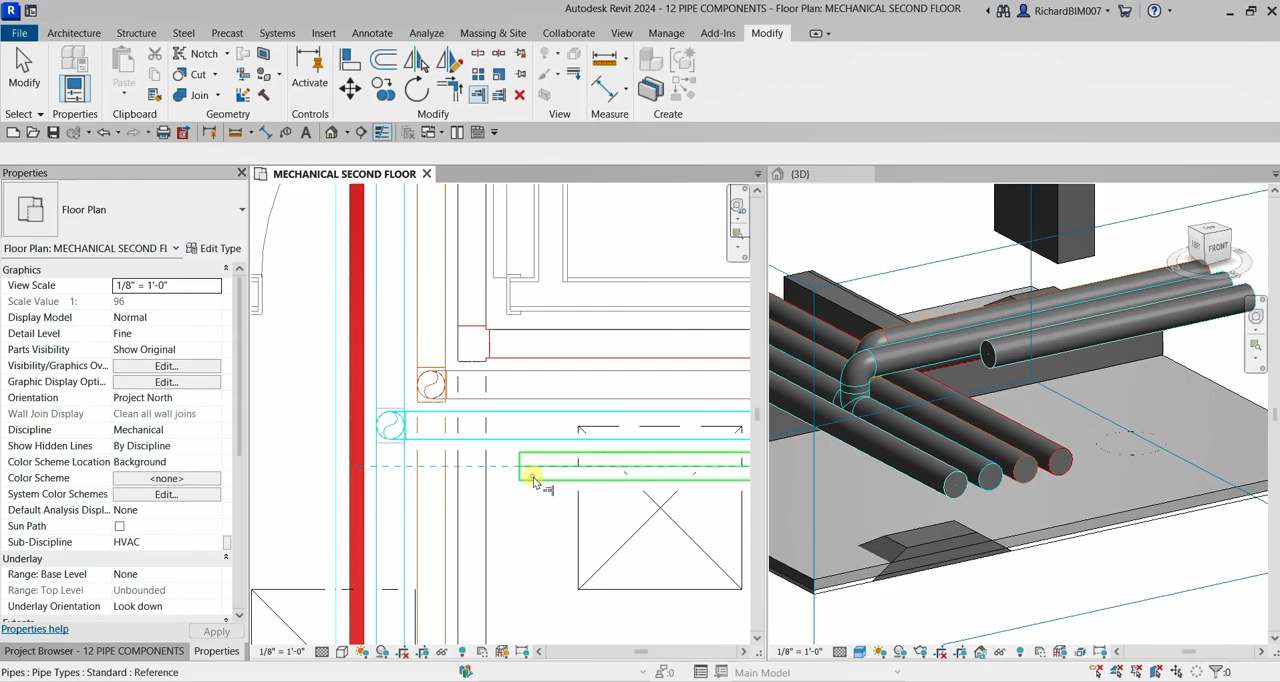 Autodesk Revit 2024 - 12 PIPE COMPONENTS - Floor Plan: MECHANICAL SECOND FLOOR
RichardBIM007
File Architecture Structure Steel Precast Systems Insert Annotate Analyze Massing & Site Collaborate View Manage Add-Ins Modify
Modify
Paste
Notch
Cut
Join
Activate
Select Properties Clipboard Geometry Controls Modify View Measure Create
Properties
MECHANICAL SECOND FLOOR
{3D}
Floor Plan
Floor Plan: MECHANICAL SECOND FL
Edit Type
Graphics
View Scale 1/8" = 1'-0"
Scale Value 1: 96
Display Model Normal
Detail Level Fine
Parts Visibility Show Original
Visibility/Graphics Ov... Edit...
Graphic Display Opti... Edit...
Orientation Project North
Wall Join Display Clean all wall joins
Discipline Mechanical
Show Hidden Lines By Discipline
Color Scheme Location Background
Color Scheme <none>
System Color Schemes Edit...
Default Analysis Displ... None
Sun Path
Sub-Discipline HVAC
Underlay
Range: Base Level None
Range: Top Level Unbounded
Underlay Orientation Look down
Properties help
Apply
Project Browser - 12 PIPE COMPONENTS Properties
1/8" = 1'-0"
1/8" = 1'-0"
Pipes : Pipe Types : Standard : Reference
:0
Main Model
:0
LEFT
FRONT